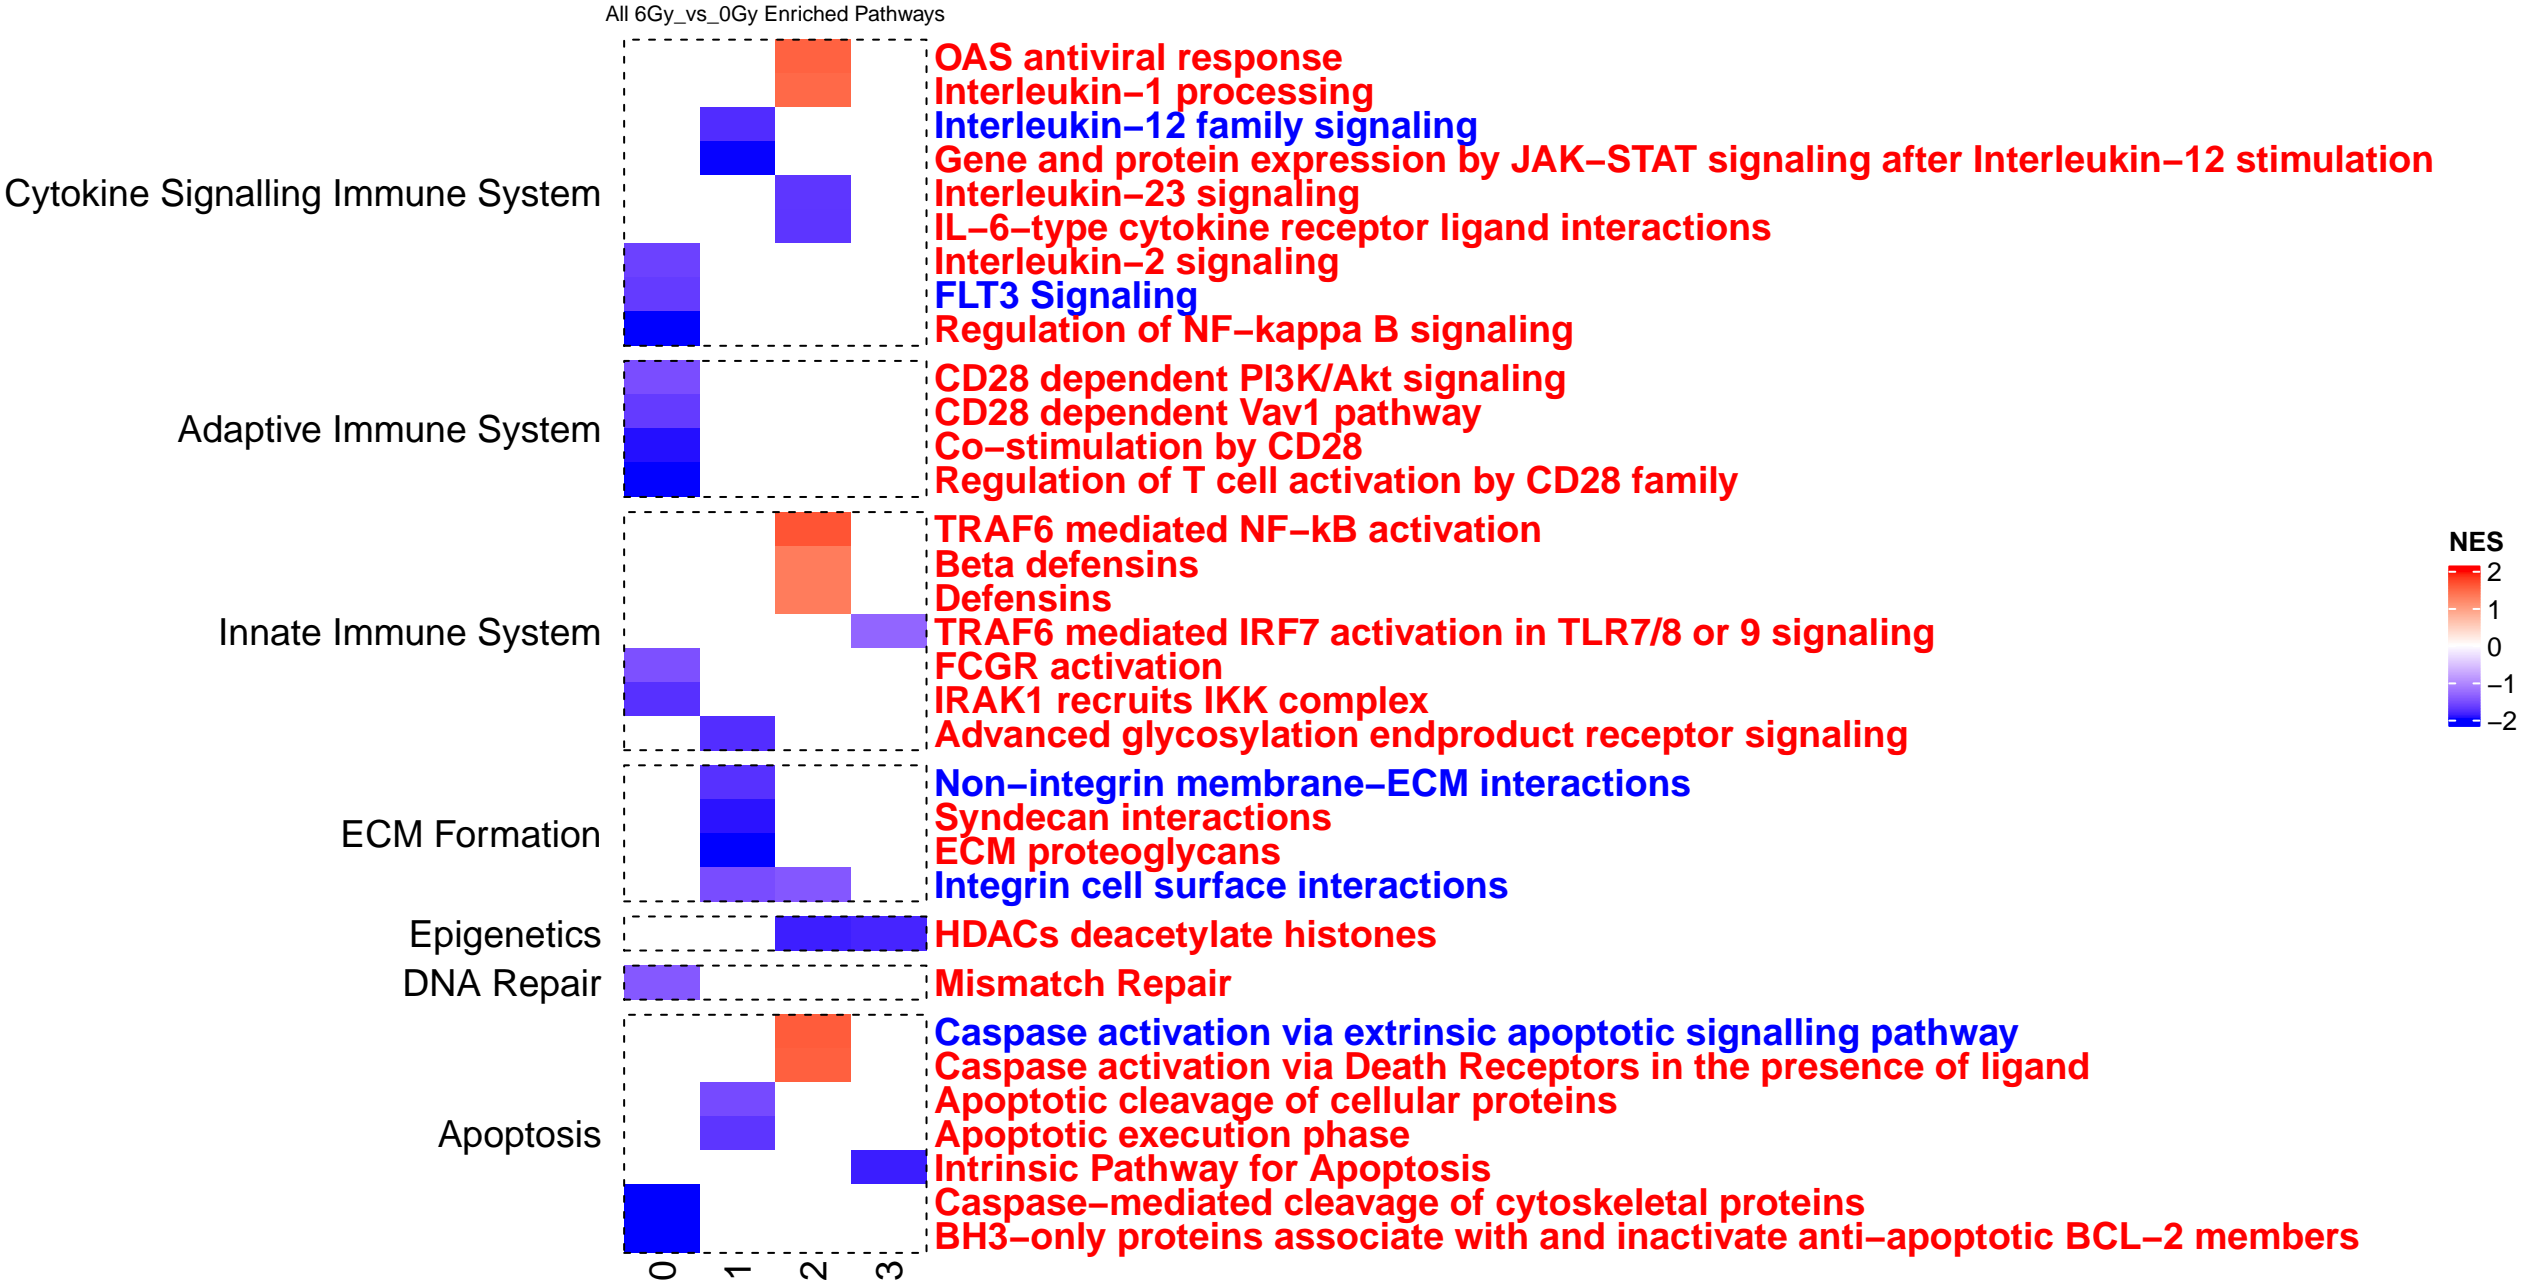 All 6Gy_vs_0Gy Enriched Pathways
Cytokine Signalling Immune System
OAS antiviral response
Interleukin−1 processing
Interleukin−12 family signaling
Gene and protein expression by JAK−STAT signaling after Interleukin−12 stimulation
Interleukin−23 signaling
IL−6−type cytokine receptor ligand interactions
Interleukin−2 signaling
FLT3 Signaling
Regulation of NF−kappa B signaling
Adaptive Immune System
CD28 dependent PI3K/Akt signaling
CD28 dependent Vav1 pathway
Co−stimulation by CD28
Regulation of T cell activation by CD28 family
Innate Immune System
TRAF6 mediated NF−kB activation
Beta defensins
Defensins
TRAF6 mediated IRF7 activation in TLR7/8 or 9 signaling
FCGR activation
IRAK1 recruits IKK complex
Advanced glycosylation endproduct receptor signaling
ECM Formation
Non−integrin membrane−ECM interactions
Syndecan interactions
ECM proteoglycans
Integrin cell surface interactions
Epigenetics
HDACs deacetylate histones
DNA Repair
Mismatch Repair
Apoptosis
Caspase activation via extrinsic apoptotic signalling pathway
Caspase activation via Death Receptors in the presence of ligand
Apoptotic cleavage of cellular proteins
Apoptotic execution phase
Intrinsic Pathway for Apoptosis
Caspase−mediated cleavage of cytoskeletal proteins
BH3−only proteins associate with and inactivate anti−apoptotic BCL−2 members
0
1
2
3
NES
2
1
0
−1
−2